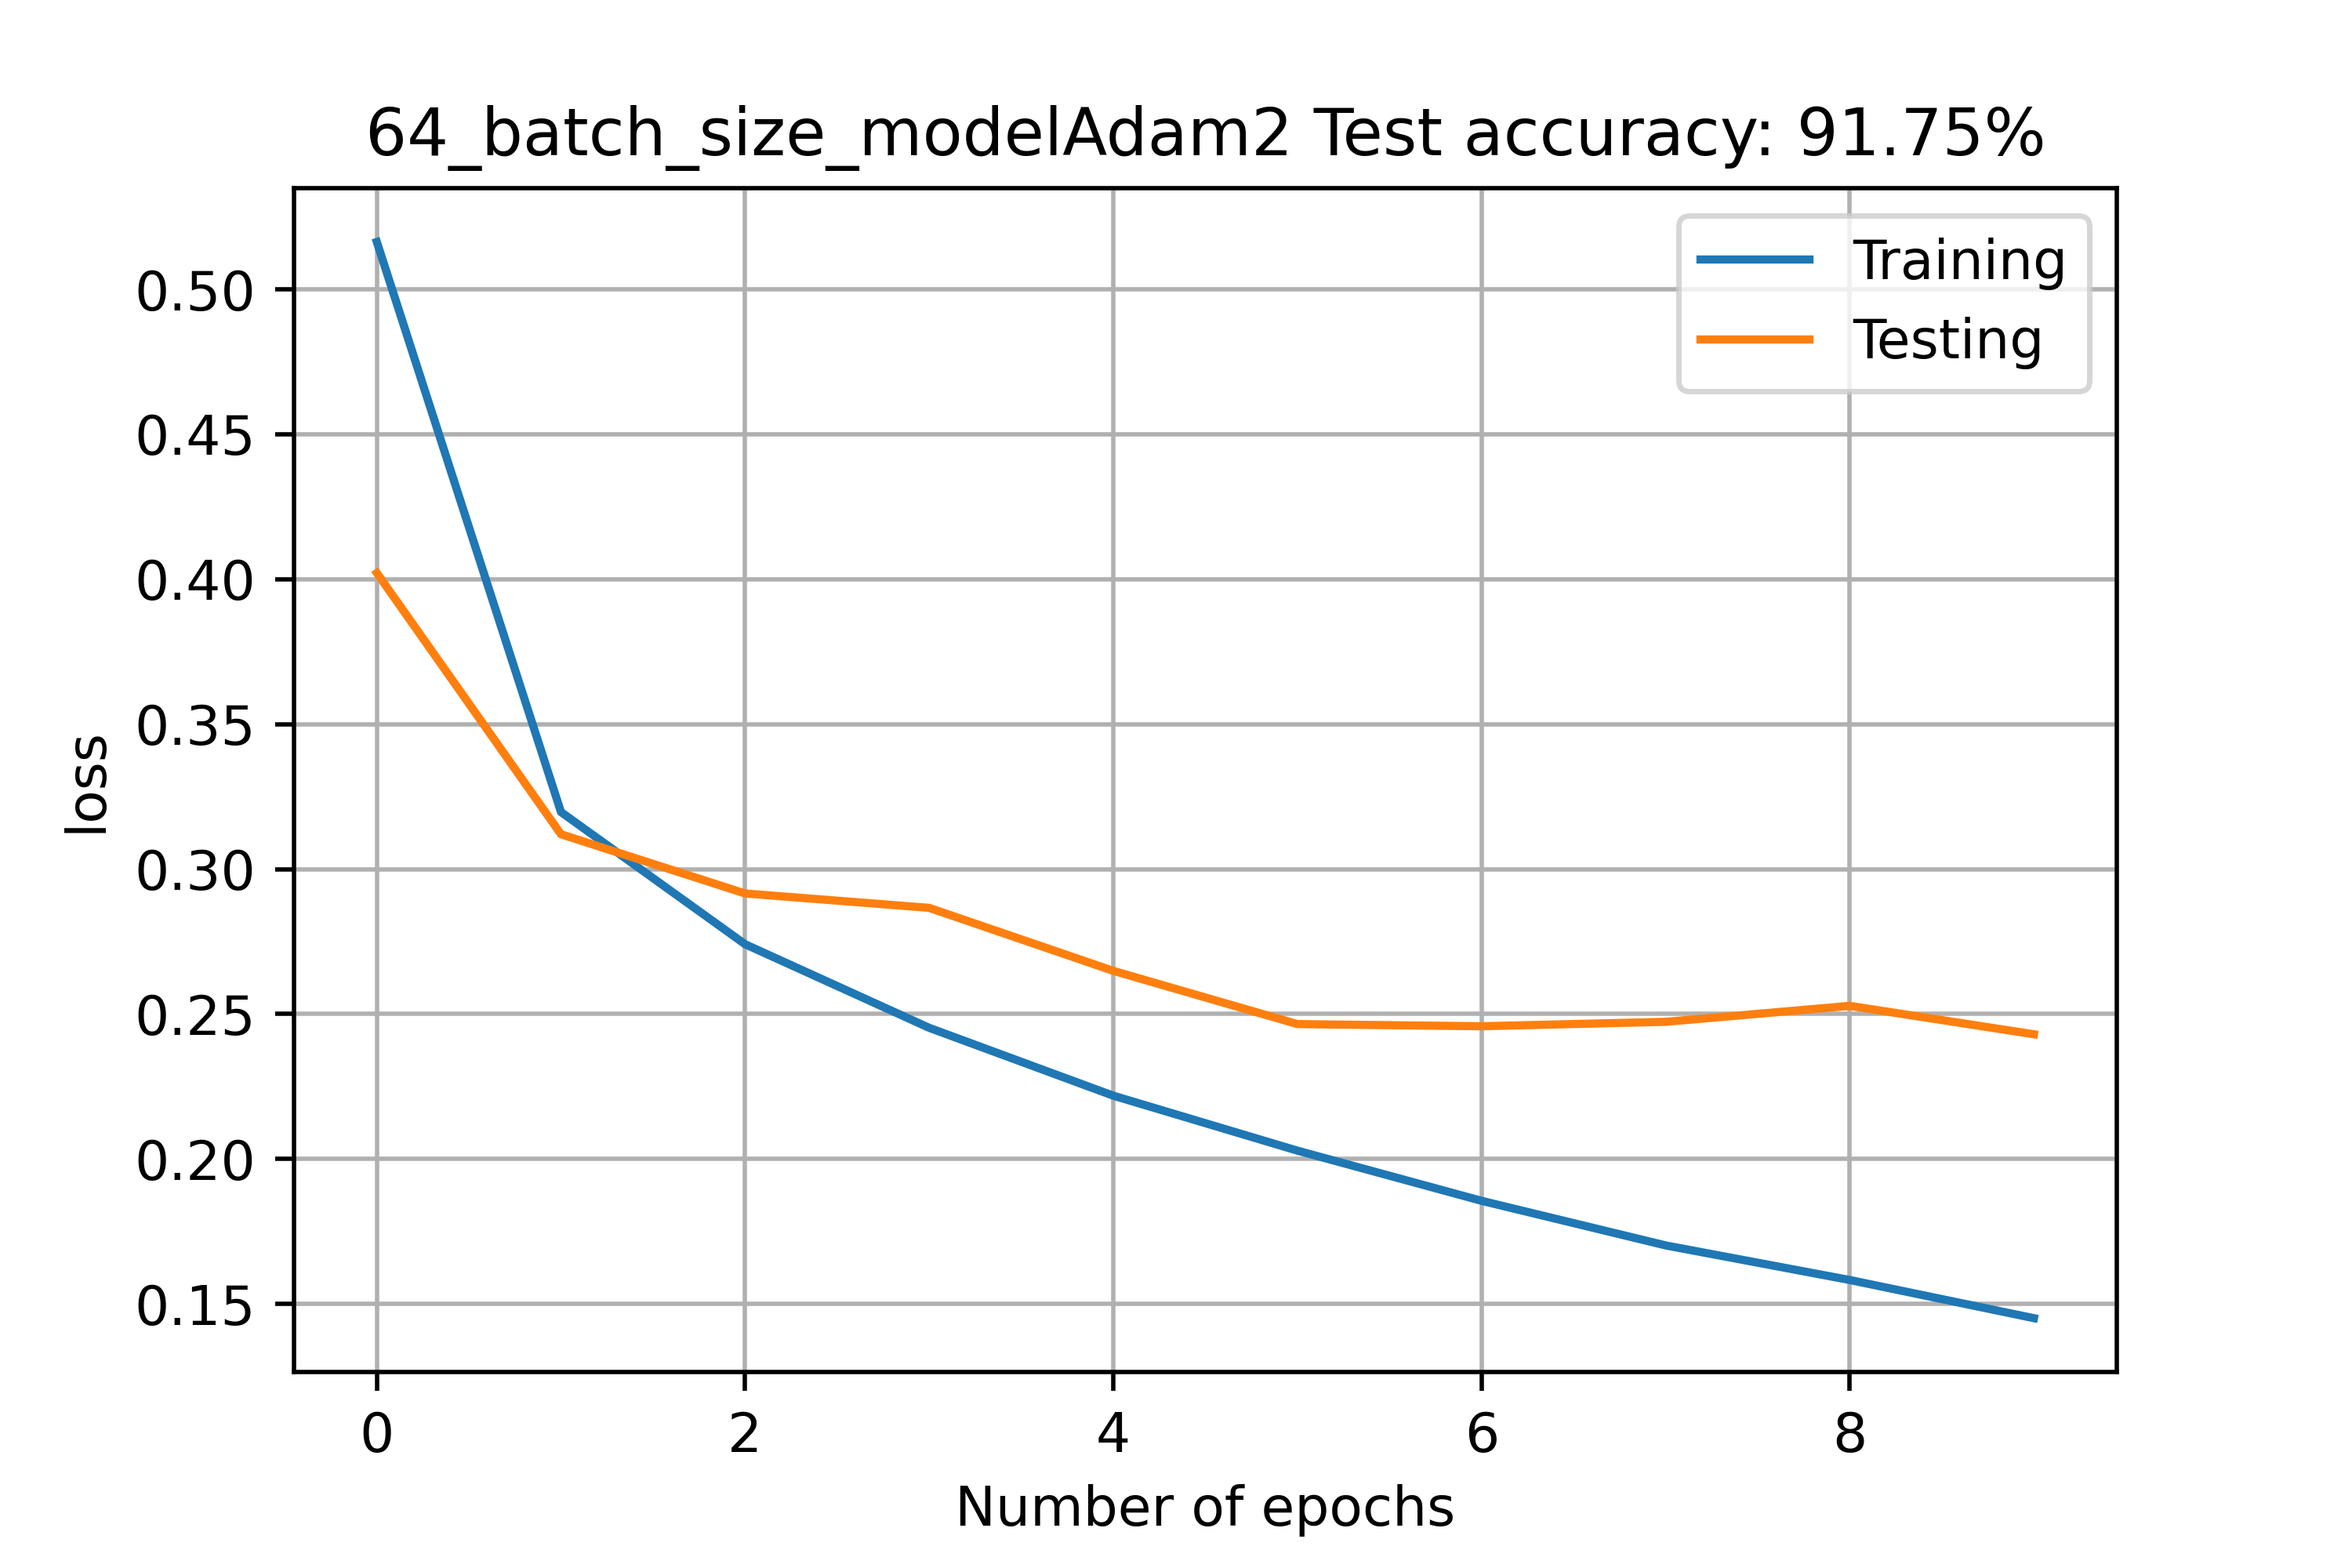 64_batch_size_modelAdam2 Test accuracy: 91.75%
Training
Testing
0.50
0.45
0.40
0.35
0.30
0.25
0.20
0.15
loss
0 2 4 6 8
Number of epochs